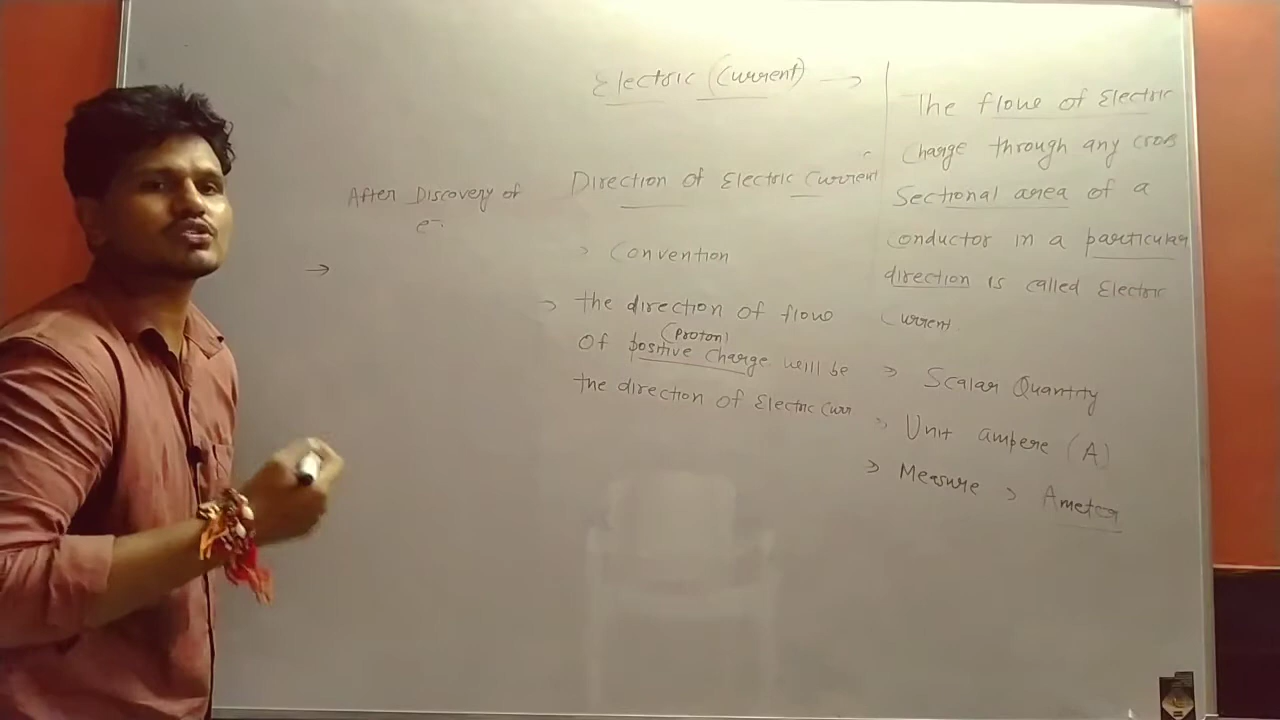 Electric (Current) →
The flow of Electric
Charge through any cross
Sectional area of a
Conductor in a particular
direction is called Electric
Current.
» Scalar Quantity
» Unit ampere (A)
» Measure > Ameter
Direction of Electric Current
> Convention
> the direction of flow
(Proton)
Of positive Charge will be
the direction of Electric Curr
After Discovery of
e-
→